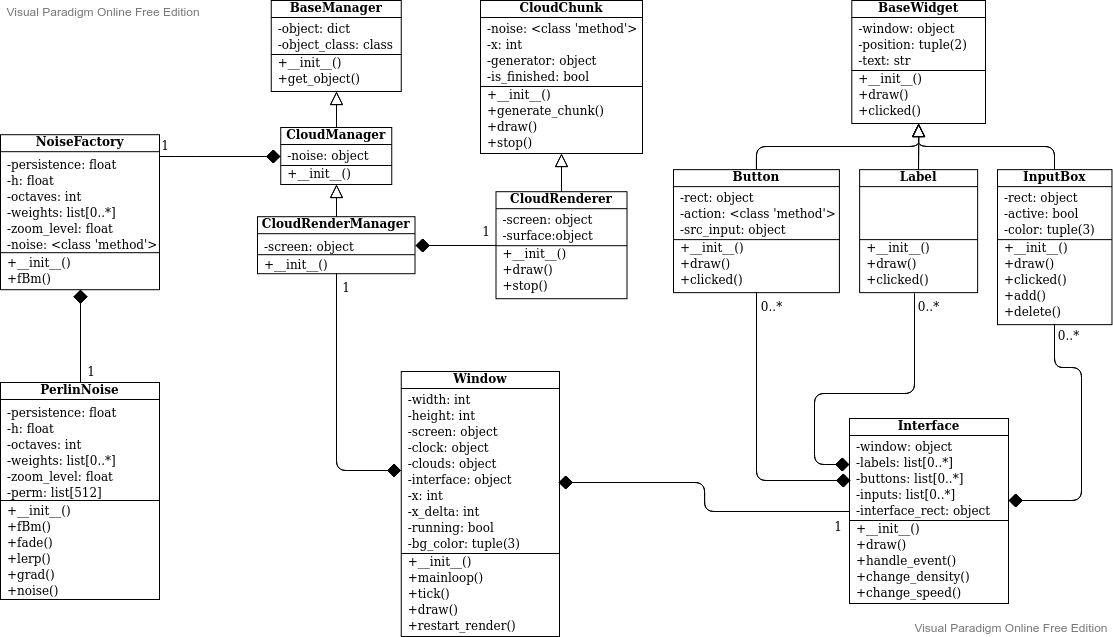 Visual Paradigm Online Free Edition
BaseManager
-object: dict
-object_class: class
+__init__()
+get_object()
CloudChunk
-noise: <class 'method'>
-x: int
-generator: object
-is_finished: bool
+__init__()
+generate_chunk()
+draw()
+stop()
BaseWidget
-window: object
-position: tuple(2)
-text: str
+__init__()
+draw()
+clicked()
NoiseFactory
-persistence: float
-h: float
-octaves: int
-weights: list[0..*]
-zoom_level: float
-noise: <class 'method'>
+__init__()
+fBm()
1
CloudManager
-noise: object
+__init__()
CloudRenderManager
-screen: object
+__init__()
1
1
CloudRenderer
-screen: object
-surface:object
+__init__()
+draw()
+stop()
Button
-rect: object
-action: <class 'method'>
-src_input: object
+__init__()
+draw()
+clicked()
0..*
Label
+__init__()
+draw()
+clicked()
0..*
InputBox
-rect: object
-active: bool
-color: tuple(3)
+__init__()
+draw()
+clicked()
+add()
+delete()
0..*
1
PerlinNoise
-persistence: float
-h: float
-octaves: int
-weights: list[0..*]
-zoom_level: float
-perm: list[512]
+__init__()
+fBm()
+fade()
+lerp()
+grad()
+noise()
Window
-width: int
-height: int
-screen: object
-clock: object
-clouds: object
-interface: object
-x: int
-x_delta: int
-running: bool
-bg_color: tuple(3)
+__init__()
+mainloop()
+tick()
+draw()
+restart_render()
1
Interface
-window: object
-labels: list[0..*]
-buttons: list[0..*]
-inputs: list[0..*]
-interface_rect: object
+__init__()
+draw()
+handle_event()
+change_density()
+change_speed()
Visual Paradigm Online Free Edition